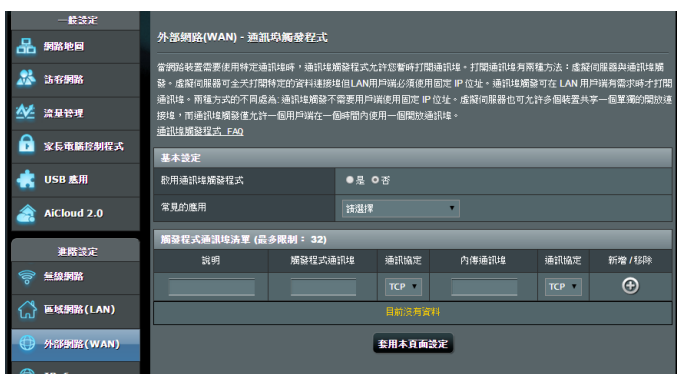 一般設定
網路地圖
訪客網路
流量管理
家長電腦控制程式
USB 應用
AiCloud 2.0
進階設定
無線網路
區域網路(LAN)
外部網路(WAN)
外部網路(WAN) - 通訊埠觸發程式
當網路裝置需要使用特定通訊埠時，通訊埠觸發程式允許您暫時打開通訊埠。打開通訊埠有兩種方法：虛擬伺服器與通訊埠觸
發。虛擬伺服器可全天打開特定的資料連接埠但LAN用戶端必須使用固定 IP 位址。通訊埠觸發可在 LAN 用戶端有需求時才打開
通訊埠。兩種方式的不同處為:通訊埠觸發不需要用戶端使用固定 IP 位址。虛擬伺服器也可允許多個裝置共享一個單獨的開放連
接埠，而通訊埠觸發僅允許一個用戶端在一個時間內使用一個開放通訊埠。
通訊埠觸發程式 FAQ
基本設定
啟用通訊埠觸發程式 是 否
常見的應用 請選擇
觸發程式通訊埠清單 (最多限制： 32)
說明 觸發程式通訊埠 通訊協定 內傳通訊埠 通訊協定 新增 / 移除
TCP TCP
目前沒有資料
套用本頁面設定